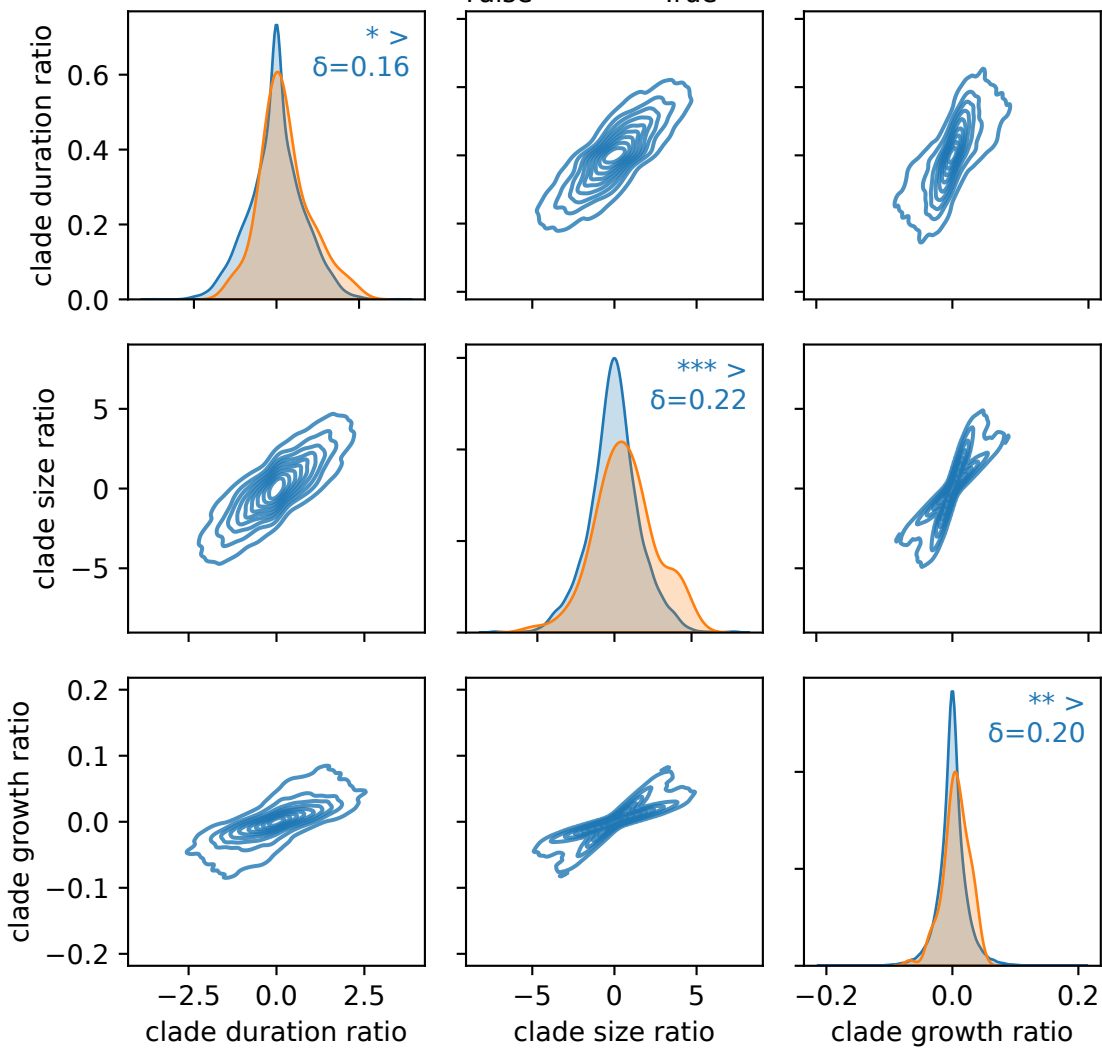 False True
clade duration ratio
0.6
0.4
0.2
0.0
* >
δ=0.16
clade size ratio
5
0
−5
*** >
δ=0.22
clade growth ratio
0.2
0.1
0.0
−0.1
−0.2
** >
δ=0.20
−2.5 0.0 2.5
−5 0 5
−0.2 0.0 0.2
clade duration ratio
clade size ratio
clade growth ratio